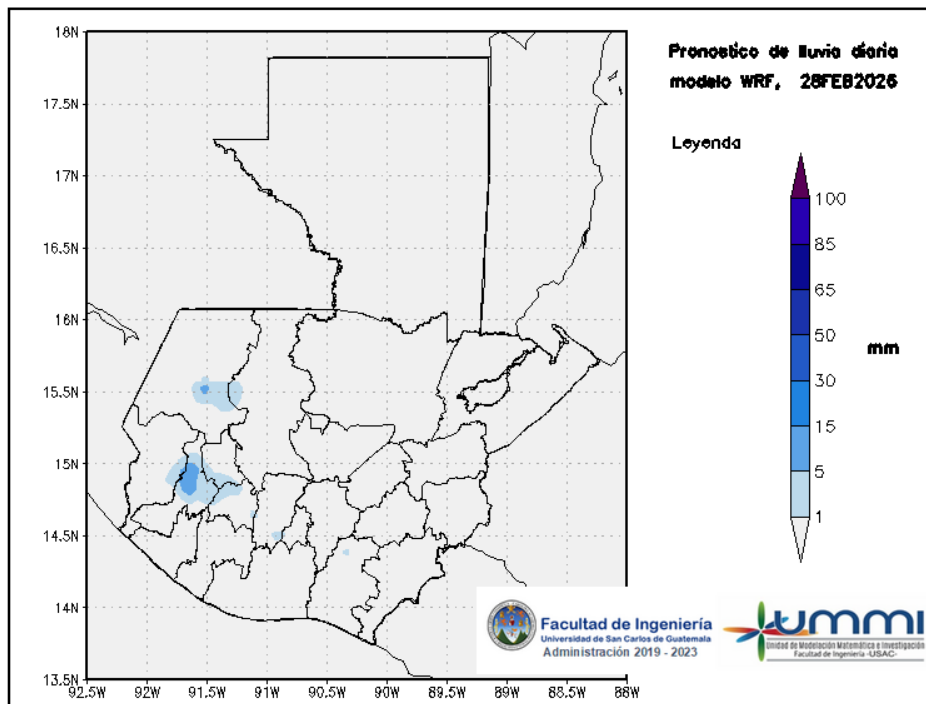 18N
17.5N
17N
16.5N
16N
15.5N
15N
14.5N
14N
13.5N
92.5W
92W
91.5W
91W
90.5W
90W
89.5W
89W
88.5W
88W
Pronostico de lluvia diaria
modelo WRF, 28FEB2026
Leyenda
100
85
65
50
30
15
5
1
mm
Facultad de Ingeniería
Universidad de San Carlos de Guatemala
Administración 2019 - 2023
ummi
Unidad de Modelación Matemática e Investigación
Facultad de Ingeniería -USAC-